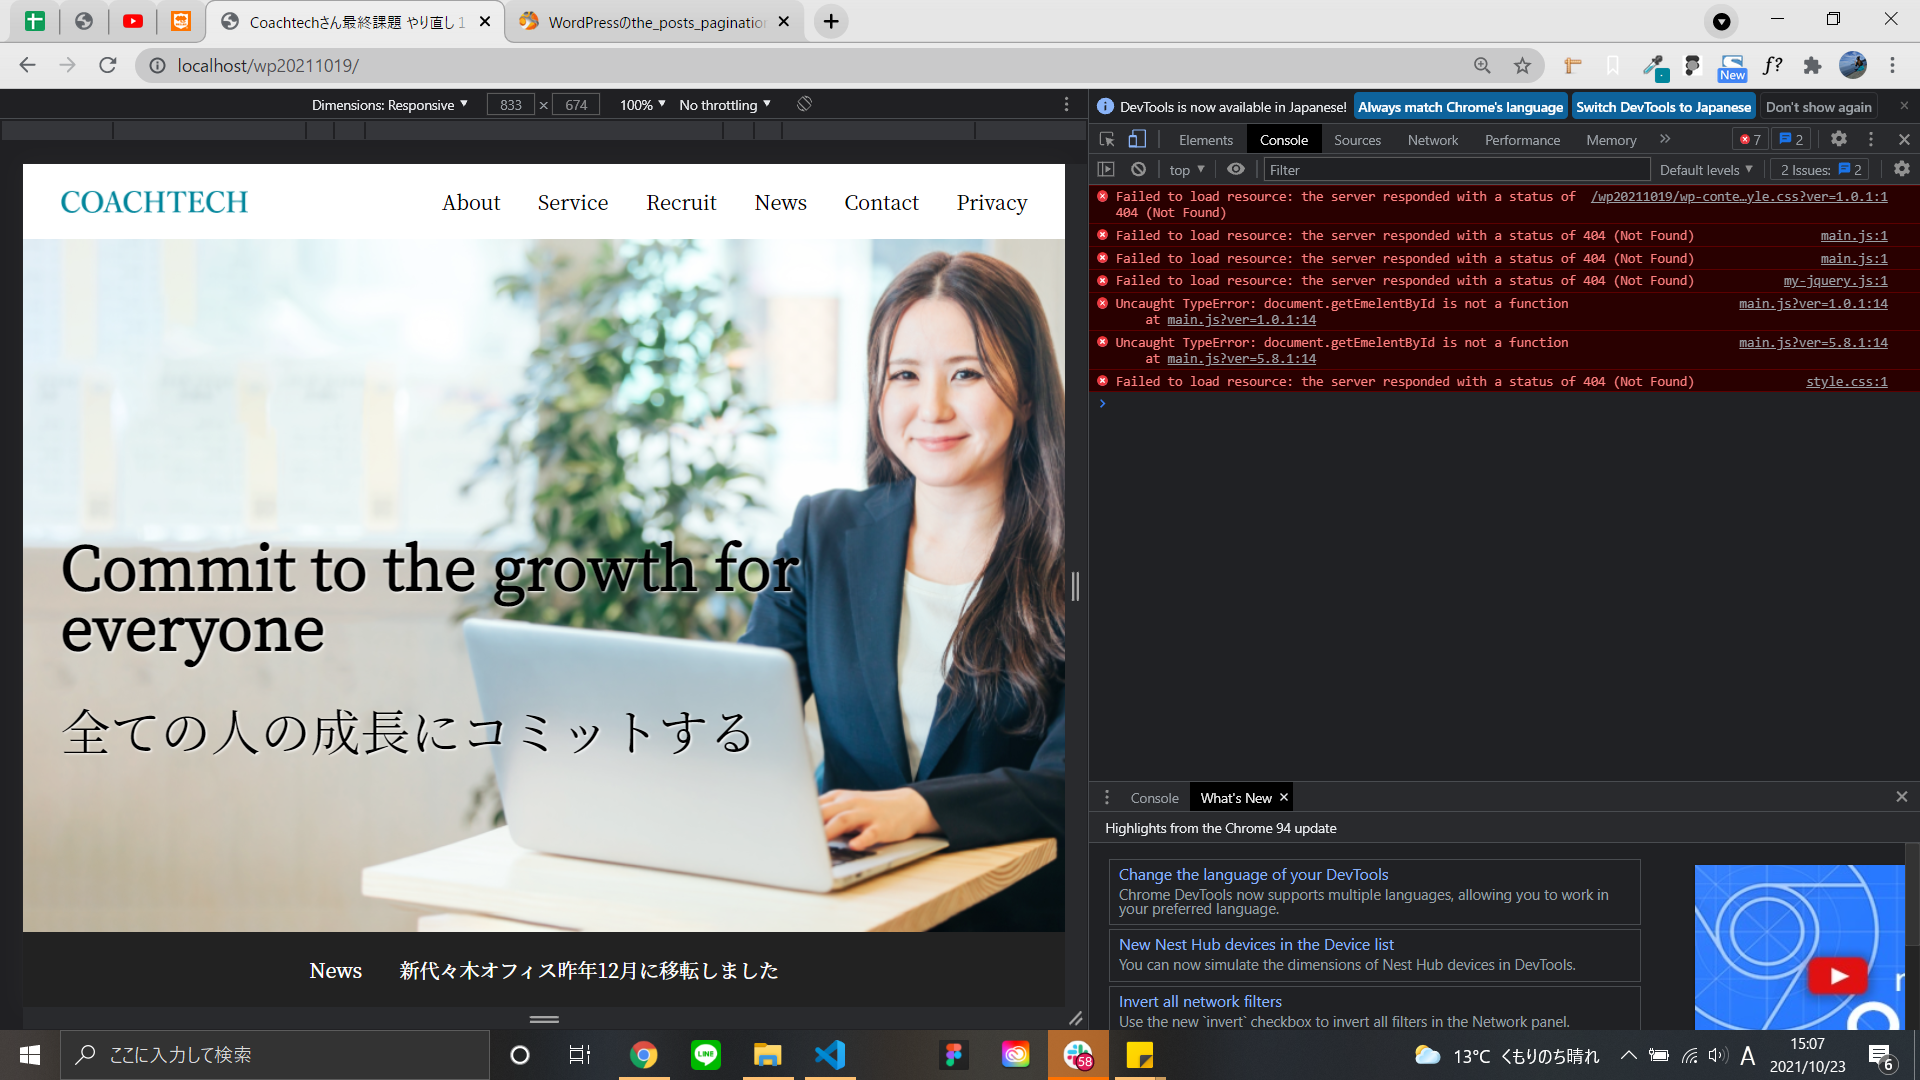 Coachtechさん最終課題 やり直し 1
WordPressのthe_posts_pagination
localhost/wp20211019/
New
f?
Dimensions: Responsive
833 × 674
100%
No throttling
DevTools is now available in Japanese!
Always match Chrome's language
Switch DevTools to Japanese
Don't show again
Elements
Console
Sources
Network
Performance
Memory
7
2
top
Filter
Default levels
2 Issues: 2
COACHTECH
About
Service
Recruit
News
Contact
Privacy
Commit to the growth for
everyone
全ての人の成長にコミットする
News
新代々木オフィス昨年12月に移転しました
Failed to load resource: the server responded with a status of /wp20211019/wp-conte…yle.css?ver=1.0.1:1
404 (Not Found)
Failed to load resource: the server responded with a status of 404 (Not Found) main.js:1
Failed to load resource: the server responded with a status of 404 (Not Found) main.js:1
Failed to load resource: the server responded with a status of 404 (Not Found) my-jquery.js:1
Uncaught TypeError: document.getEmelentById is not a function main.js?ver=1.0.1:14
at main.js?ver=1.0.1:14
Uncaught TypeError: document.getEmelentById is not a function main.js?ver=5.8.1:14
at main.js?ver=5.8.1:14
Failed to load resource: the server responded with a status of 404 (Not Found) style.css:1
Console
What's New
Highlights from the Chrome 94 update
Change the language of your DevTools
Chrome DevTools now supports multiple languages, allowing you to work in
your preferred language.
New Nest Hub devices in the Device list
You can now simulate the dimensions of Nest Hub devices in DevTools.
Invert all network filters
Use the new `invert` checkbox to invert all filters in the Network panel.
ここに入力して検索
LINE
58
13°C くもりのち晴れ
A
15:07
2021/10/23
6